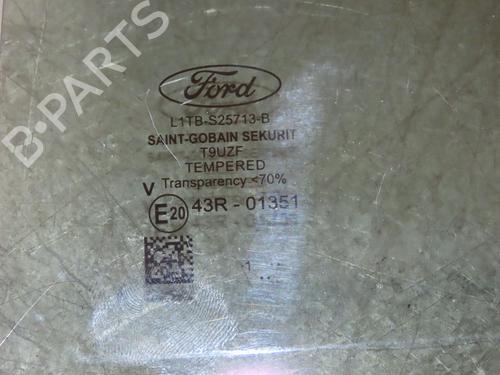 B-PARTS
Ford
L1TB-S25713-B
SAINT-GOBAIN SEKURIT
T9UZF
TEMPERED
Transparency <70%
V
E20 43R - 01351